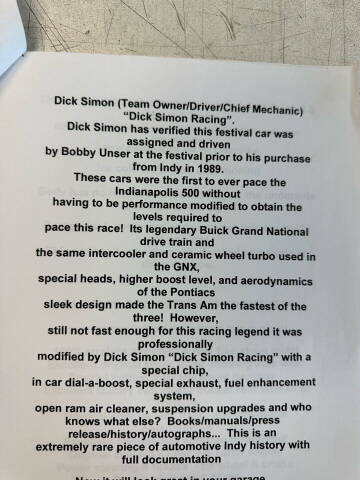 Dick Simon (Team Owner/Driver/Chief Mechanic)
“Dick Simon Racing”.
Dick Simon has verified this festival car was
assigned and driven
by Bobby Unser at the festival prior to his purchase
from Indy in 1989.
These cars were the first to ever pace the
Indianapolis 500 without
having to be performance modified to obtain the
levels required to
pace this race! Its legendary Buick Grand National
drive train and
the same intercooler and ceramic wheel turbo used in
the GNX,
special heads, higher boost level, and aerodynamics
of the Pontiacs
sleek design made the Trans Am the fastest of the
three! However,
still not fast enough for this racing legend it was
professionally
modified by Dick Simon “Dick Simon Racing” with a
special chip,
in car dial-a-boost, special exhaust, fuel enhancement
system,
open ram air cleaner, suspension upgrades and who
knows what else? Books/manuals/press
release/history/autographs... This is an
extremely rare piece of automotive Indy history with
full documentation
Now it will look great in your garage